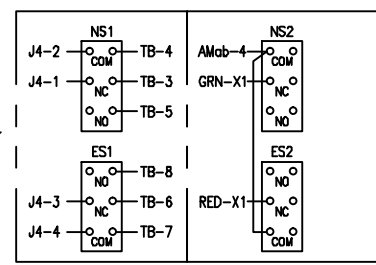 NS1
J4-2 TB-4
COM
J4-1 TB-3
NC
TB-5
NO
ES1
TB-8
NO
J4-3 TB-6
NC
J4-4 TB-7
COM
NS2
AMab-4
COM
GRN-X1
NC
NO
ES2
NO
RED-X1
NC
COM